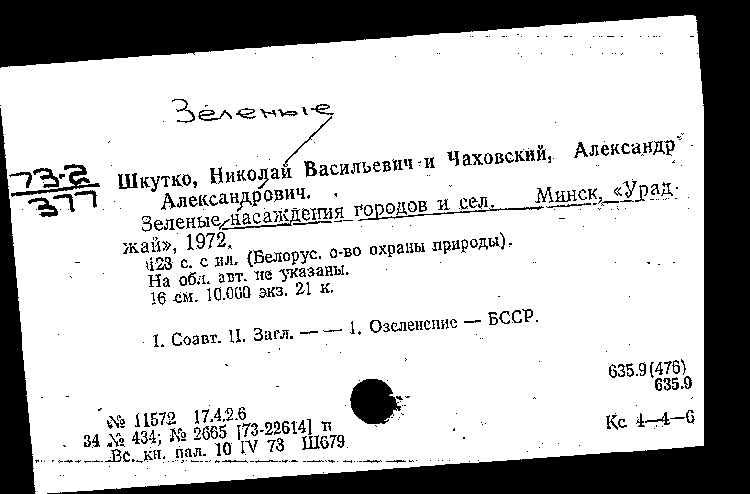 Зеленые
73-2
377
Шкутко, Николай Васильевич и Чаховский, Александр
Александрович.
Зеленые насаждения городов и сел. Минск, «Урад-
жай», 1972.
123 с. с ил. (Белорус. о-во охраны природы).
На обл. авт. не указаны.
16 см. 10.000 экз. 21 к.
I. Соавт. II. Загл. — — 1. Озеленение — БССР.
635.9(476)
635.9
№ 11572 17.4.2.6
34 № 434; № 2665 [73-22614] п
Вс. кн. пал. 10 IV 73 Ш679
Кс 4—4—6